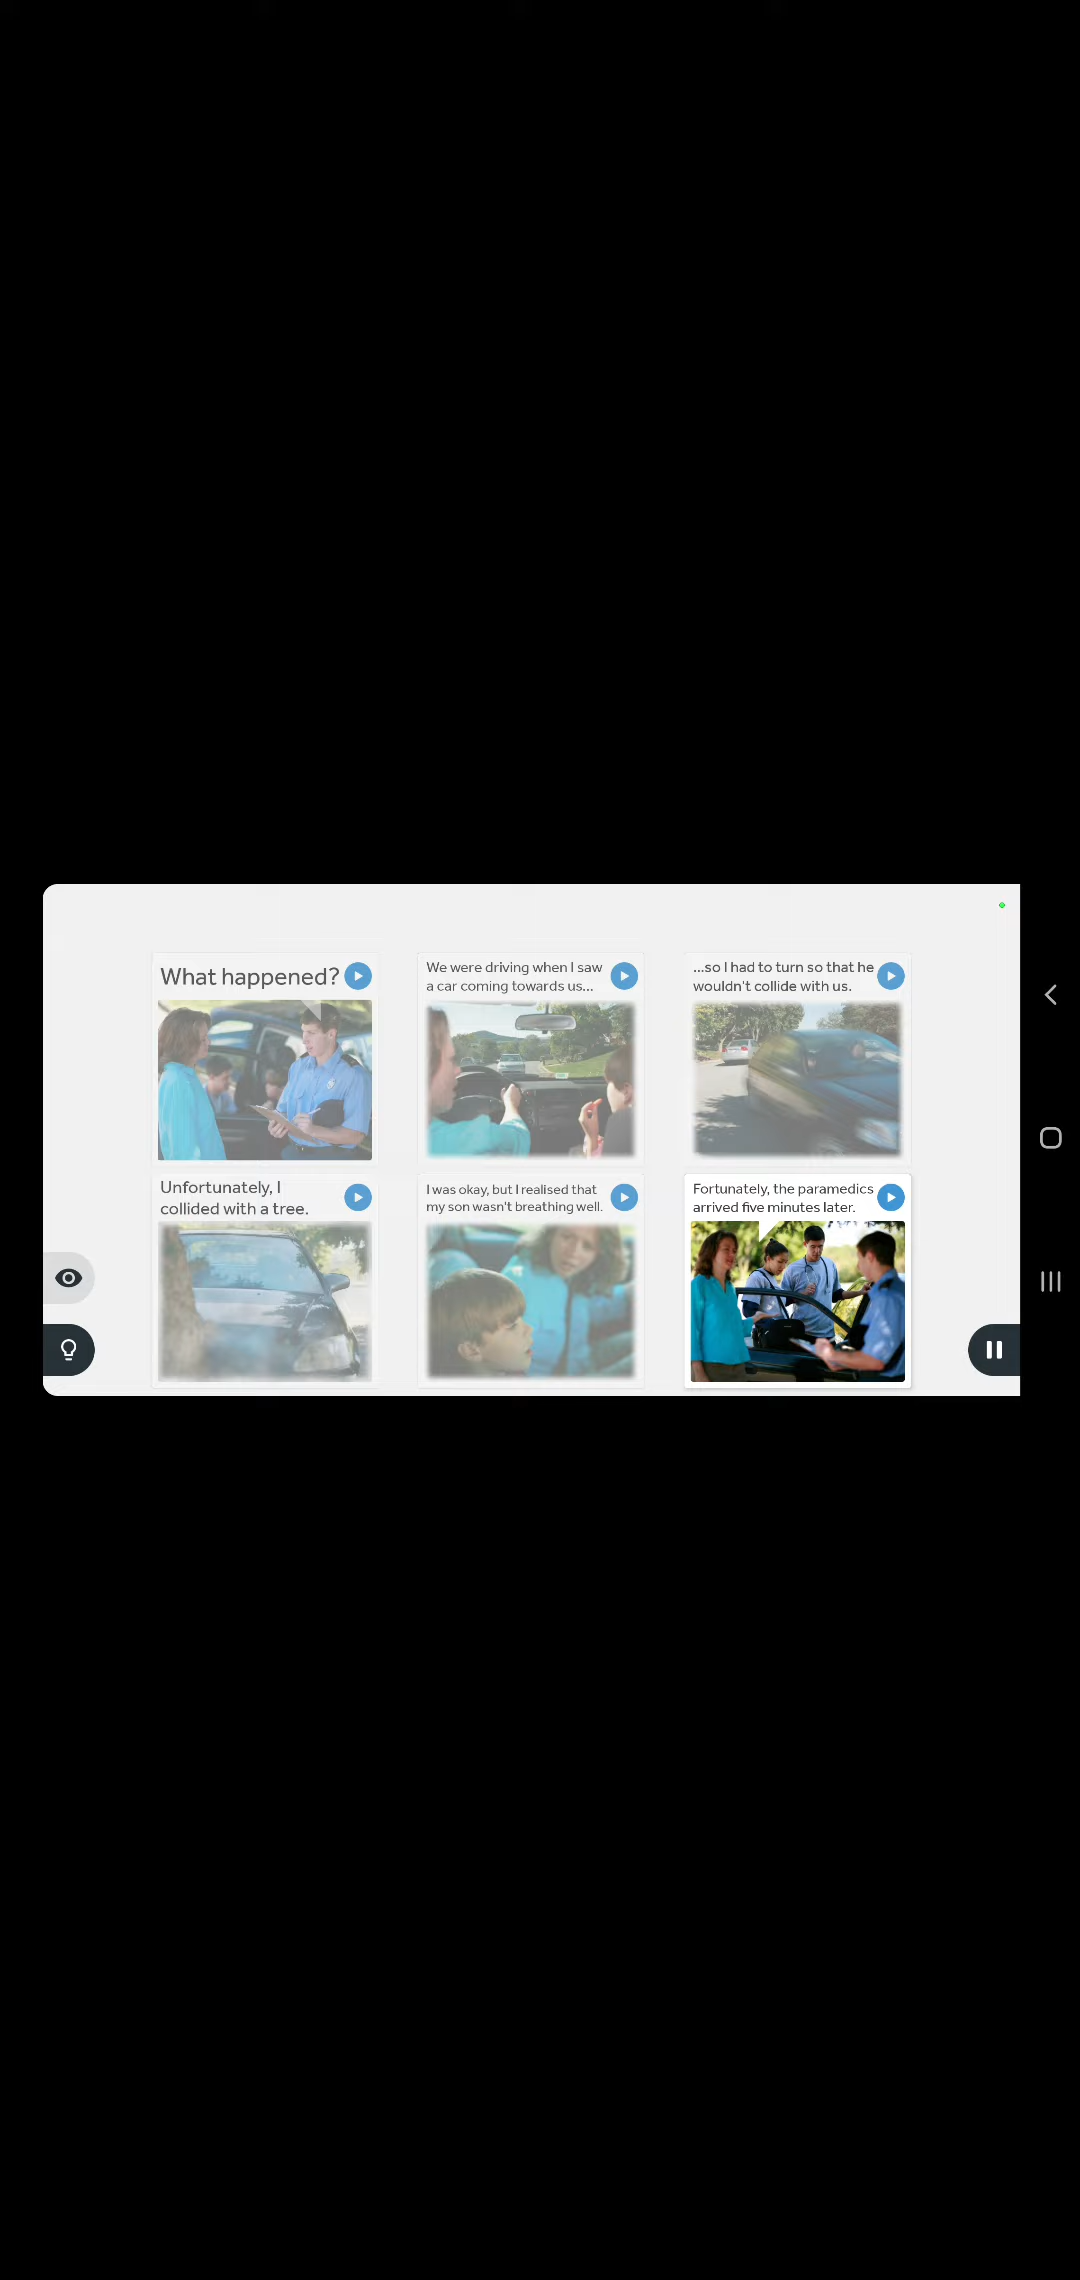 What happened?
We were driving when I saw
a car coming towards us...
...so I had to turn so that he
wouldn't collide with us.
Unfortunately, I
collided with a tree.
I was okay, but I realised that
my son wasn't breathing well.
Fortunately, the paramedics
arrived five minutes later.